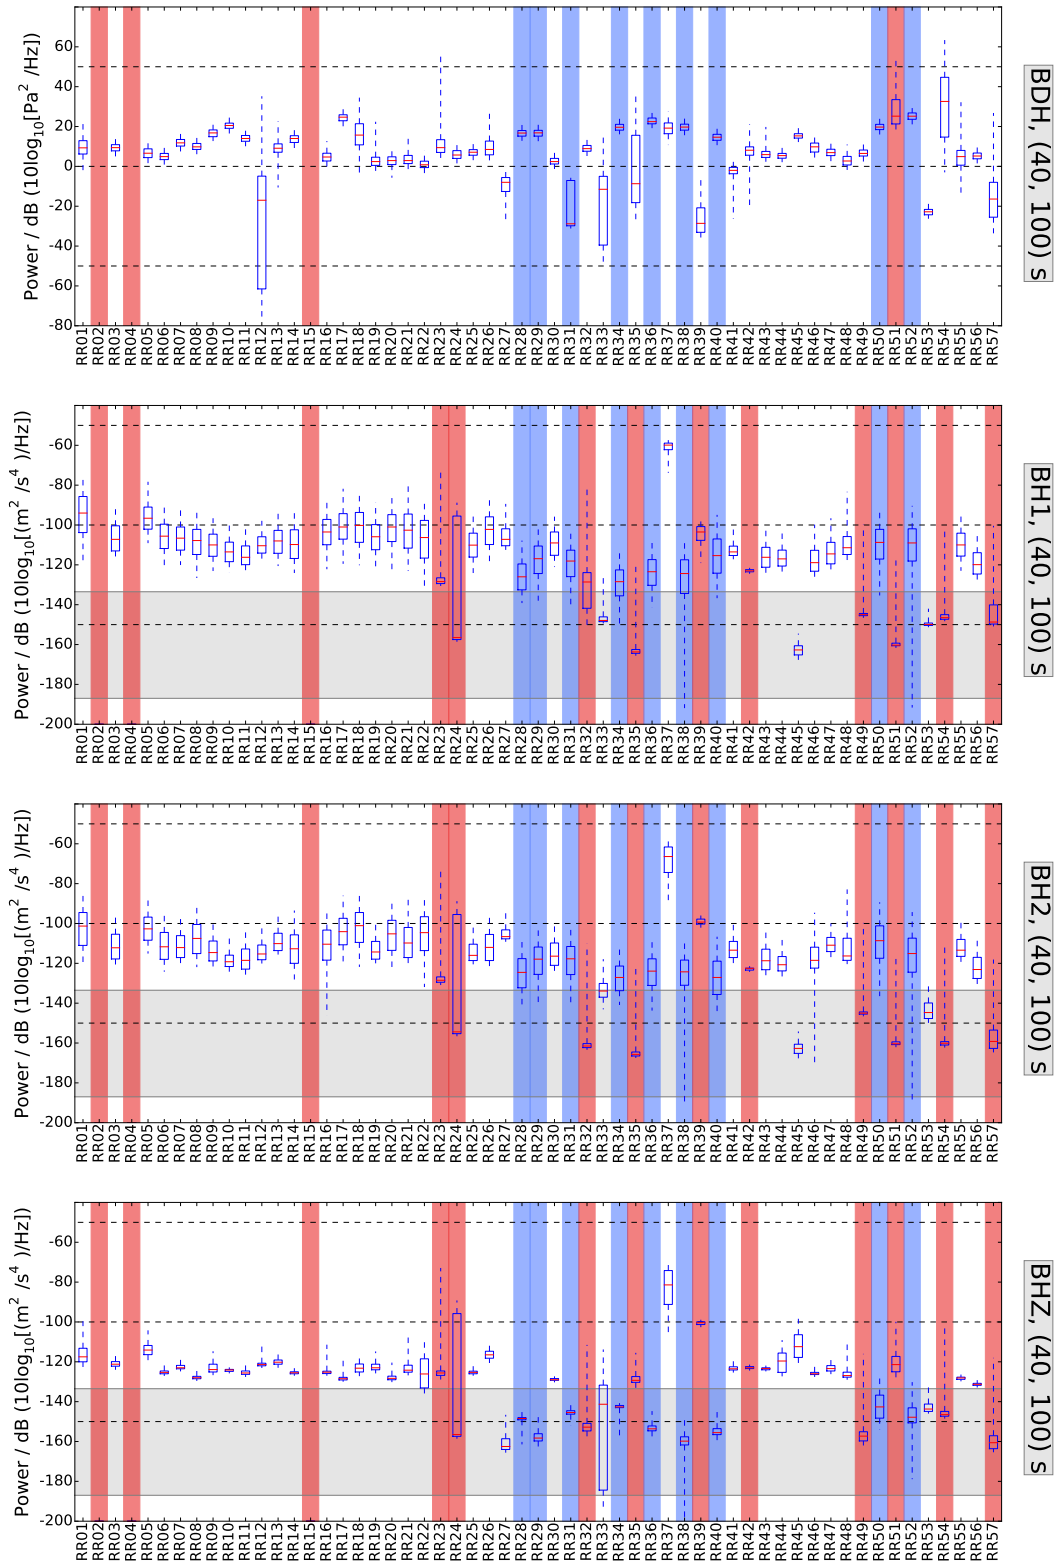 BDH, (40, 100) s
Power / dB (10log10[Pa² /Hz])
60
40
20
0
-20
-40
-60
-80
RR01 RR02 RR03 RR04 RR05 RR06 RR07 RR08 RR09 RR10 RR11 RR12 RR13 RR14 RR15 RR16 RR17 RR18 RR19 RR20 RR21 RR22 RR23 RR24 RR25 RR26 RR27 RR28 RR29 RR30 RR31 RR32 RR33 RR34 RR35 RR36 RR37 RR38 RR39 RR40 RR41 RR42 RR43 RR44 RR45 RR46 RR47 RR48 RR49 RR50 RR51 RR52 RR53 RR54 RR55 RR56 RR57
BH1, (40, 100) s
Power / dB (10log10[(m² /s⁴ )/Hz])
-60
-80
-100
-120
-140
-160
-180
-200
RR01 RR02 RR03 RR04 RR05 RR06 RR07 RR08 RR09 RR10 RR11 RR12 RR13 RR14 RR15 RR16 RR17 RR18 RR19 RR20 RR21 RR22 RR23 RR24 RR25 RR26 RR27 RR28 RR29 RR30 RR31 RR32 RR33 RR34 RR35 RR36 RR37 RR38 RR39 RR40 RR41 RR42 RR43 RR44 RR45 RR46 RR47 RR48 RR49 RR50 RR51 RR52 RR53 RR54 RR55 RR56 RR57
BH2, (40, 100) s
Power / dB (10log10[(m² /s⁴ )/Hz])
-60
-80
-100
-120
-140
-160
-180
-200
RR01 RR02 RR03 RR04 RR05 RR06 RR07 RR08 RR09 RR10 RR11 RR12 RR13 RR14 RR15 RR16 RR17 RR18 RR19 RR20 RR21 RR22 RR23 RR24 RR25 RR26 RR27 RR28 RR29 RR30 RR31 RR32 RR33 RR34 RR35 RR36 RR37 RR38 RR39 RR40 RR41 RR42 RR43 RR44 RR45 RR46 RR47 RR48 RR49 RR50 RR51 RR52 RR53 RR54 RR55 RR56 RR57
BHZ, (40, 100) s
Power / dB (10log10[(m² /s⁴ )/Hz])
-60
-80
-100
-120
-140
-160
-180
-200
RR01 RR02 RR03 RR04 RR05 RR06 RR07 RR08 RR09 RR10 RR11 RR12 RR13 RR14 RR15 RR16 RR17 RR18 RR19 RR20 RR21 RR22 RR23 RR24 RR25 RR26 RR27 RR28 RR29 RR30 RR31 RR32 RR33 RR34 RR35 RR36 RR37 RR38 RR39 RR40 RR41 RR42 RR43 RR44 RR45 RR46 RR47 RR48 RR49 RR50 RR51 RR52 RR53 RR54 RR55 RR56 RR57